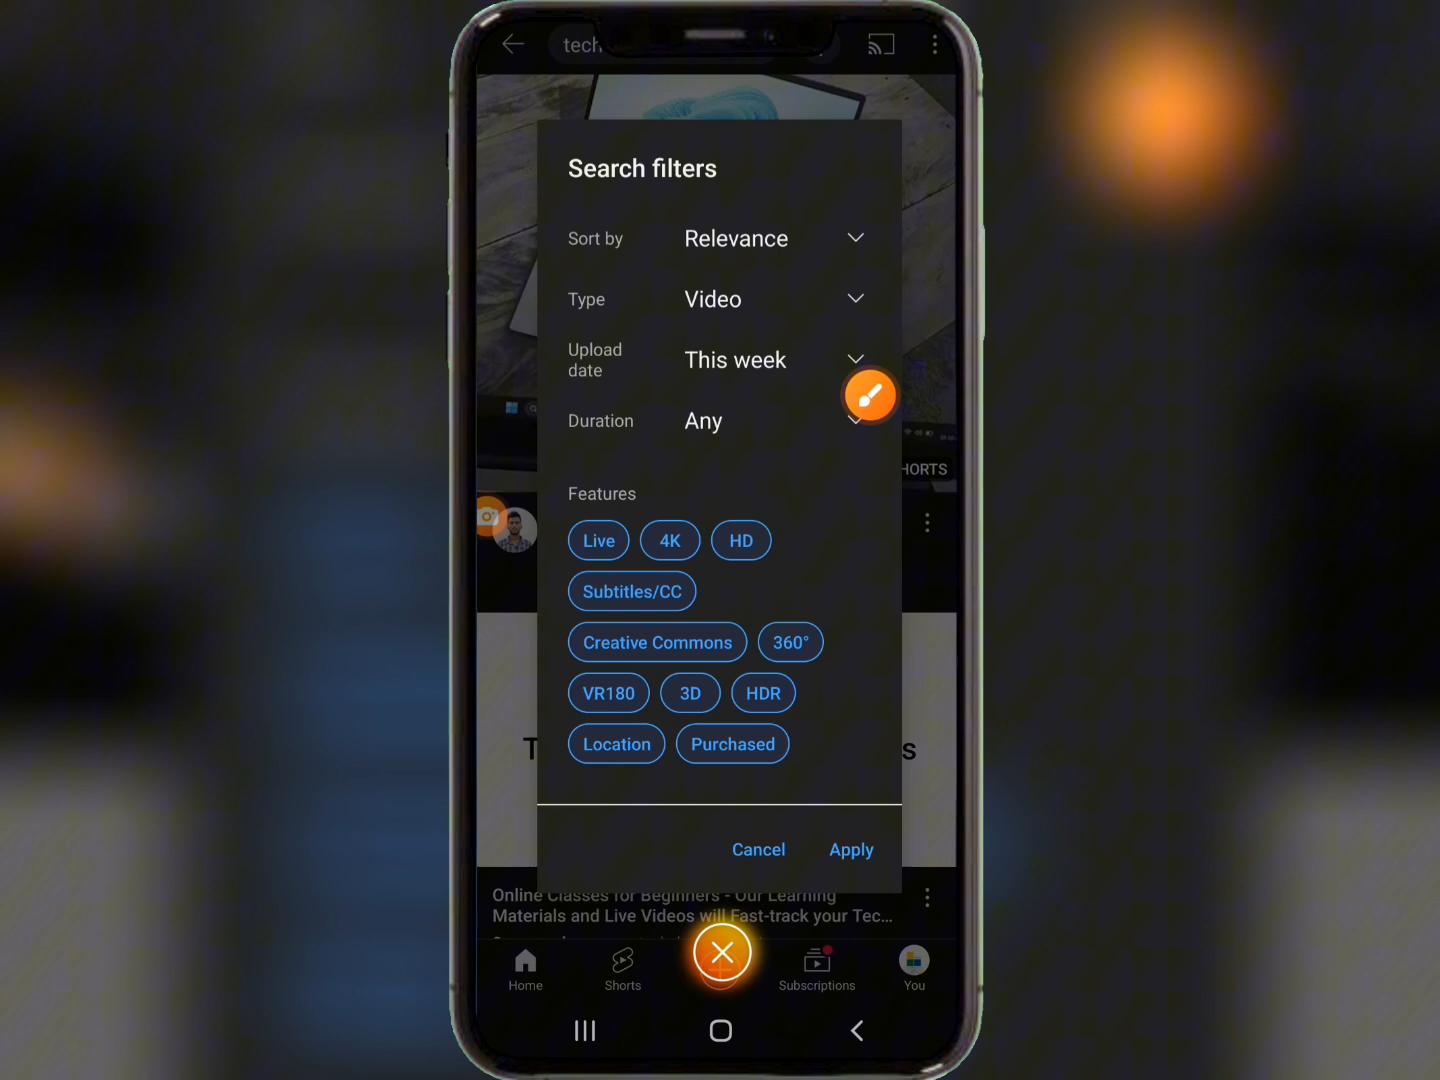 tech
Search filters
Sort by Relevance
Type Video
Upload date This week
Duration Any
HORTS
Features
Live 4K HD
Subtitles/CC
Creative Commons 360°
VR180 3D HDR
Location Purchased
T s
Cancel Apply
Online Classes for Beginners - Our Learning
Materials and Live Videos will Fast-track your Tec...
Home Shorts Subscriptions You